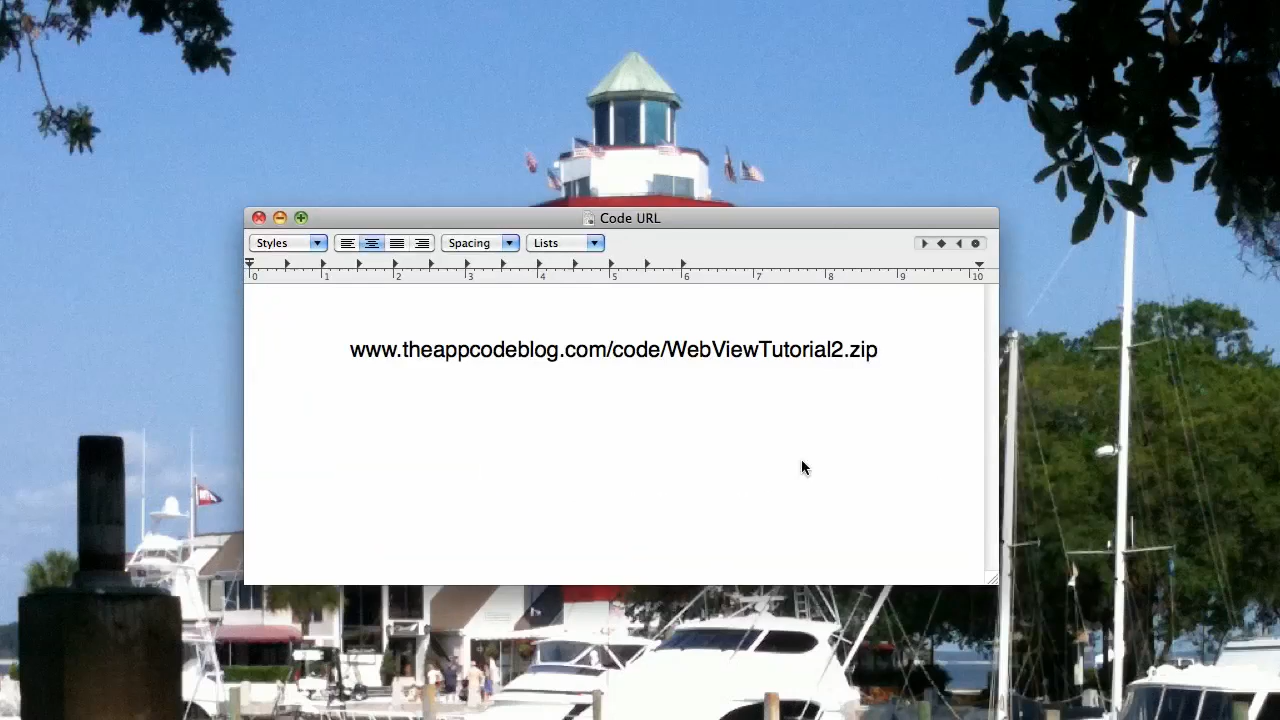 Code URL
Styles
Spacing
Lists
0 1 2 3 4 5 6 7 8 9 10
www.theappcodeblog.com/code/WebViewTutorial2.zip